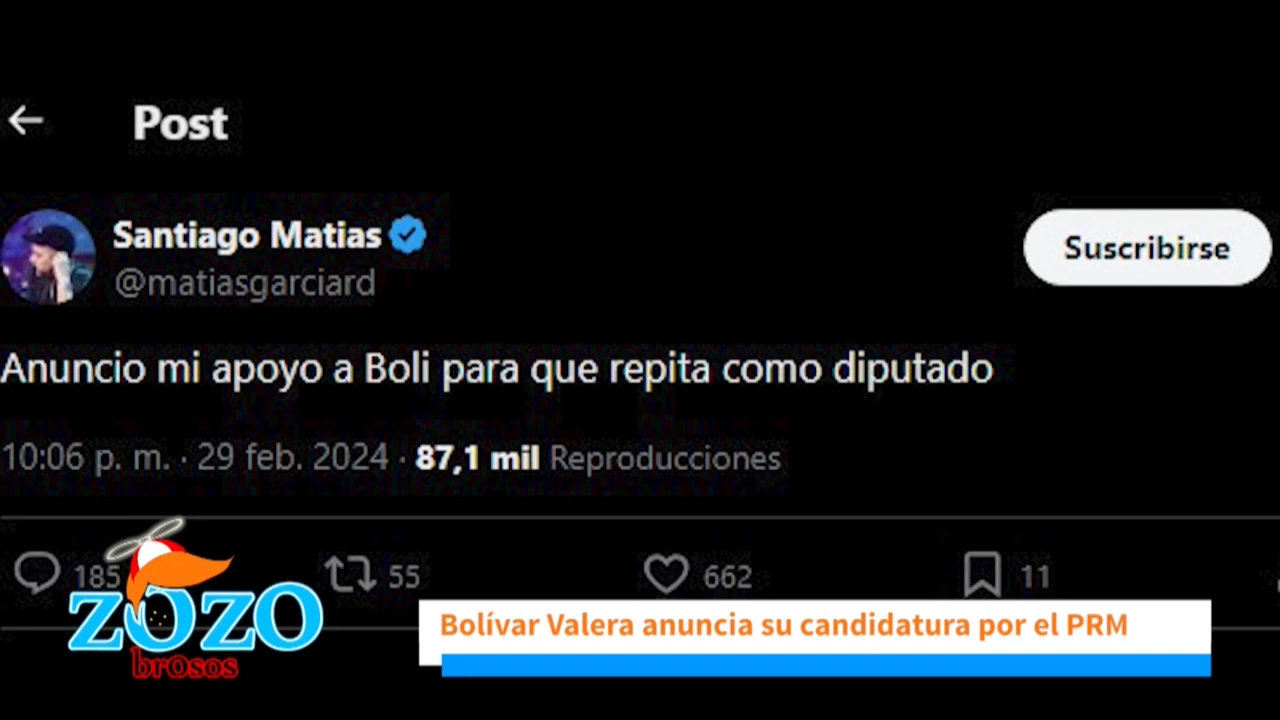 Post
Santiago Matias
@matiasgarciard
Suscribirse
Anuncio mi apoyo a Boli para que repita como diputado
10:06 p. m. · 29 feb. 2024 · 87,1 mil Reproducciones
185 55 662 11
zozo
brosos
Bolívar Valera anuncia su candidatura por el PRM